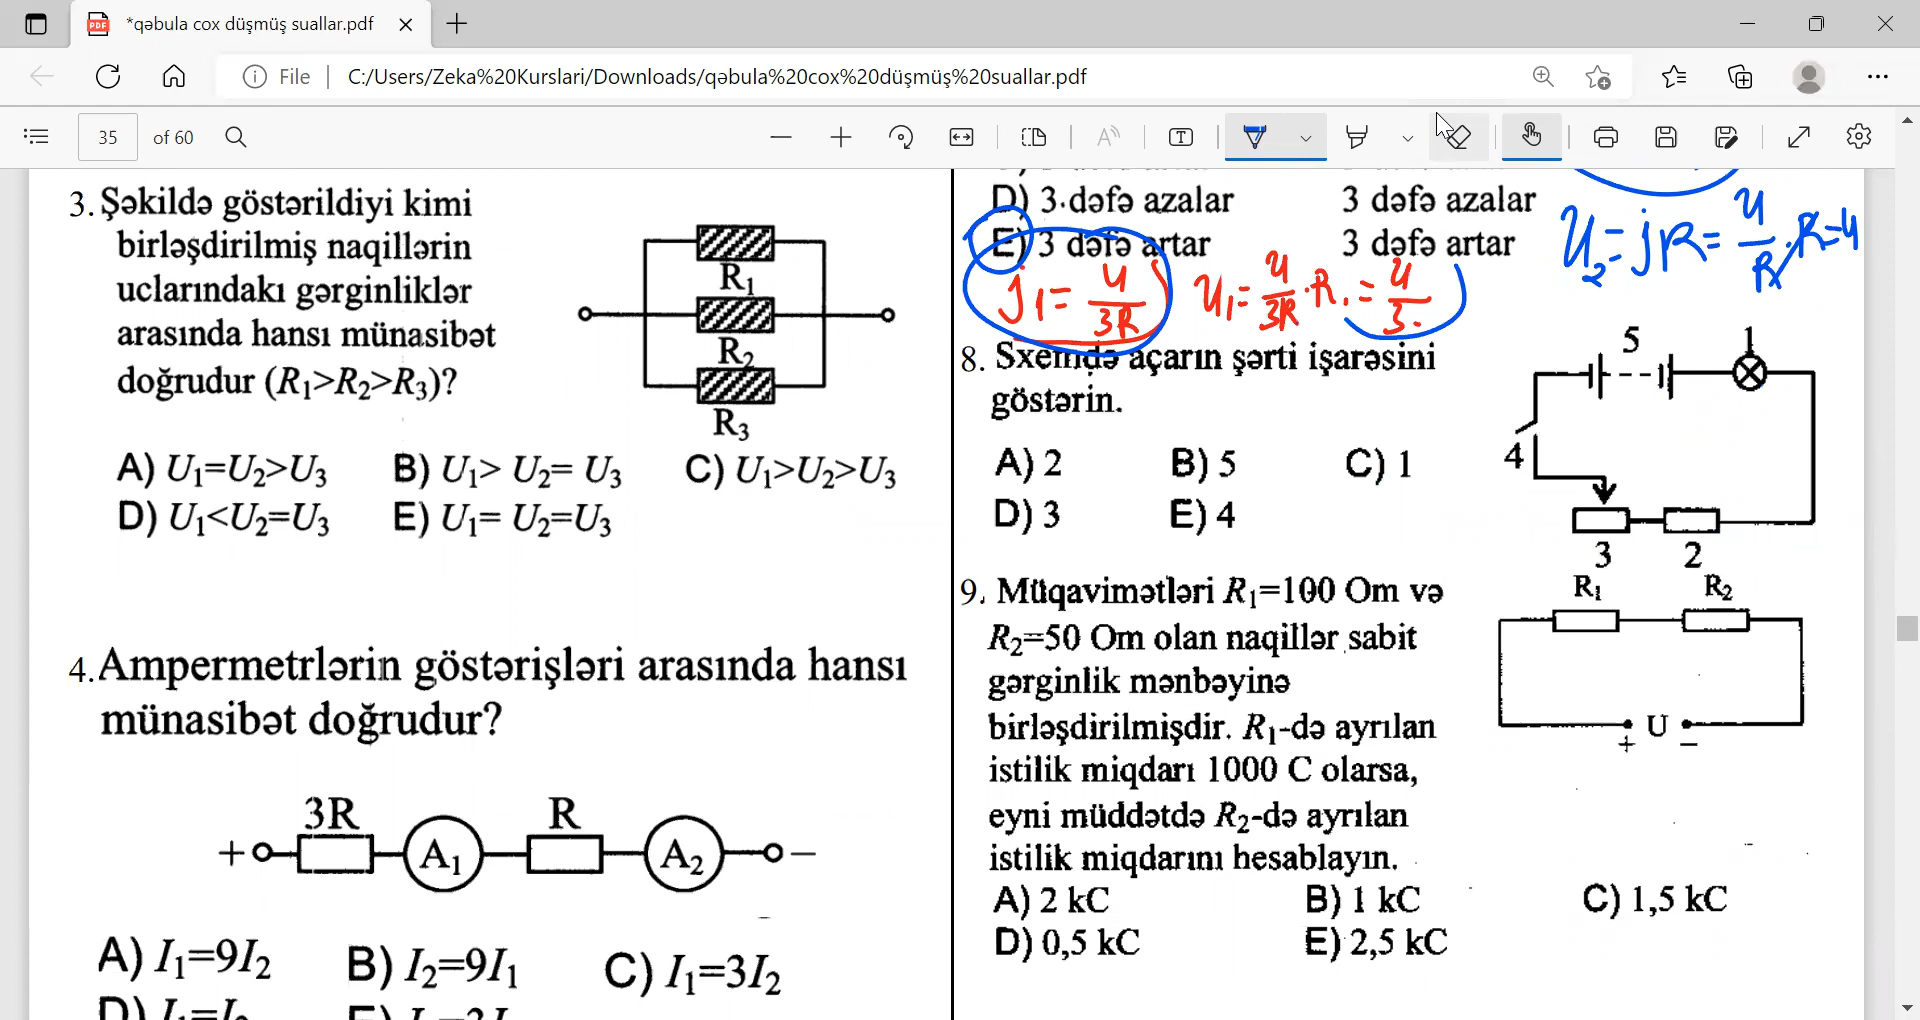 *qəbula cox düşmüş suallar.pdf
File
C:/Users/Zeka%20Kurslari/Downloads/qəbula%20cox%20düşmüş%20suallar.pdf
35 of 60
3. Şəkildə göstərildiyi kimi
birləşdirilmiş naqillərin
uclarındakı gərginliklər
arasında hansı münasibət
doğrudur (R₁>R₂>R₃)?
R₁
R₂
R₃
A) U₁=U₂>U₃ B) U₁> U₂= U₃ C) U₁>U₂>U₃
D) U₁<U₂=U₃ E) U₁= U₂=U₃
4. Ampermetrlərin göstərişləri arasında hansı
münasibət doğrudur?
3R R
+ A₁ A₂ −
A) I₁=9I₂ B) I₂=9I₁ C) I₁=3I₂
D) I₁=I₂
D) 3 dəfə azalar 3 dəfə azalar
E) 3 dəfə artar 3 dəfə artar
J₁= U/3R U₁= U/3R · R. = U/3.
U₂= JR= U/R · R=U
8. Sxemdə açarın şərti işarəsini
göstərin.
A) 2 B) 5 C) 1
D) 3 E) 4
5 1
4
3 2
9. Müqavimətləri R₁=100 Om və
R₂=50 Om olan naqillər sabit
gərginlik mənbəyinə
birləşdirilmişdir. R₁-də ayrılan
istilik miqdarı 1000 C olarsa,
eyni müddətdə R₂-də ayrılan
istilik miqdarını hesablayın.
R₁ R₂
U
+ −
A) 2 kC B) 1 kC C) 1,5 kC
D) 0,5 kC E) 2,5 kC